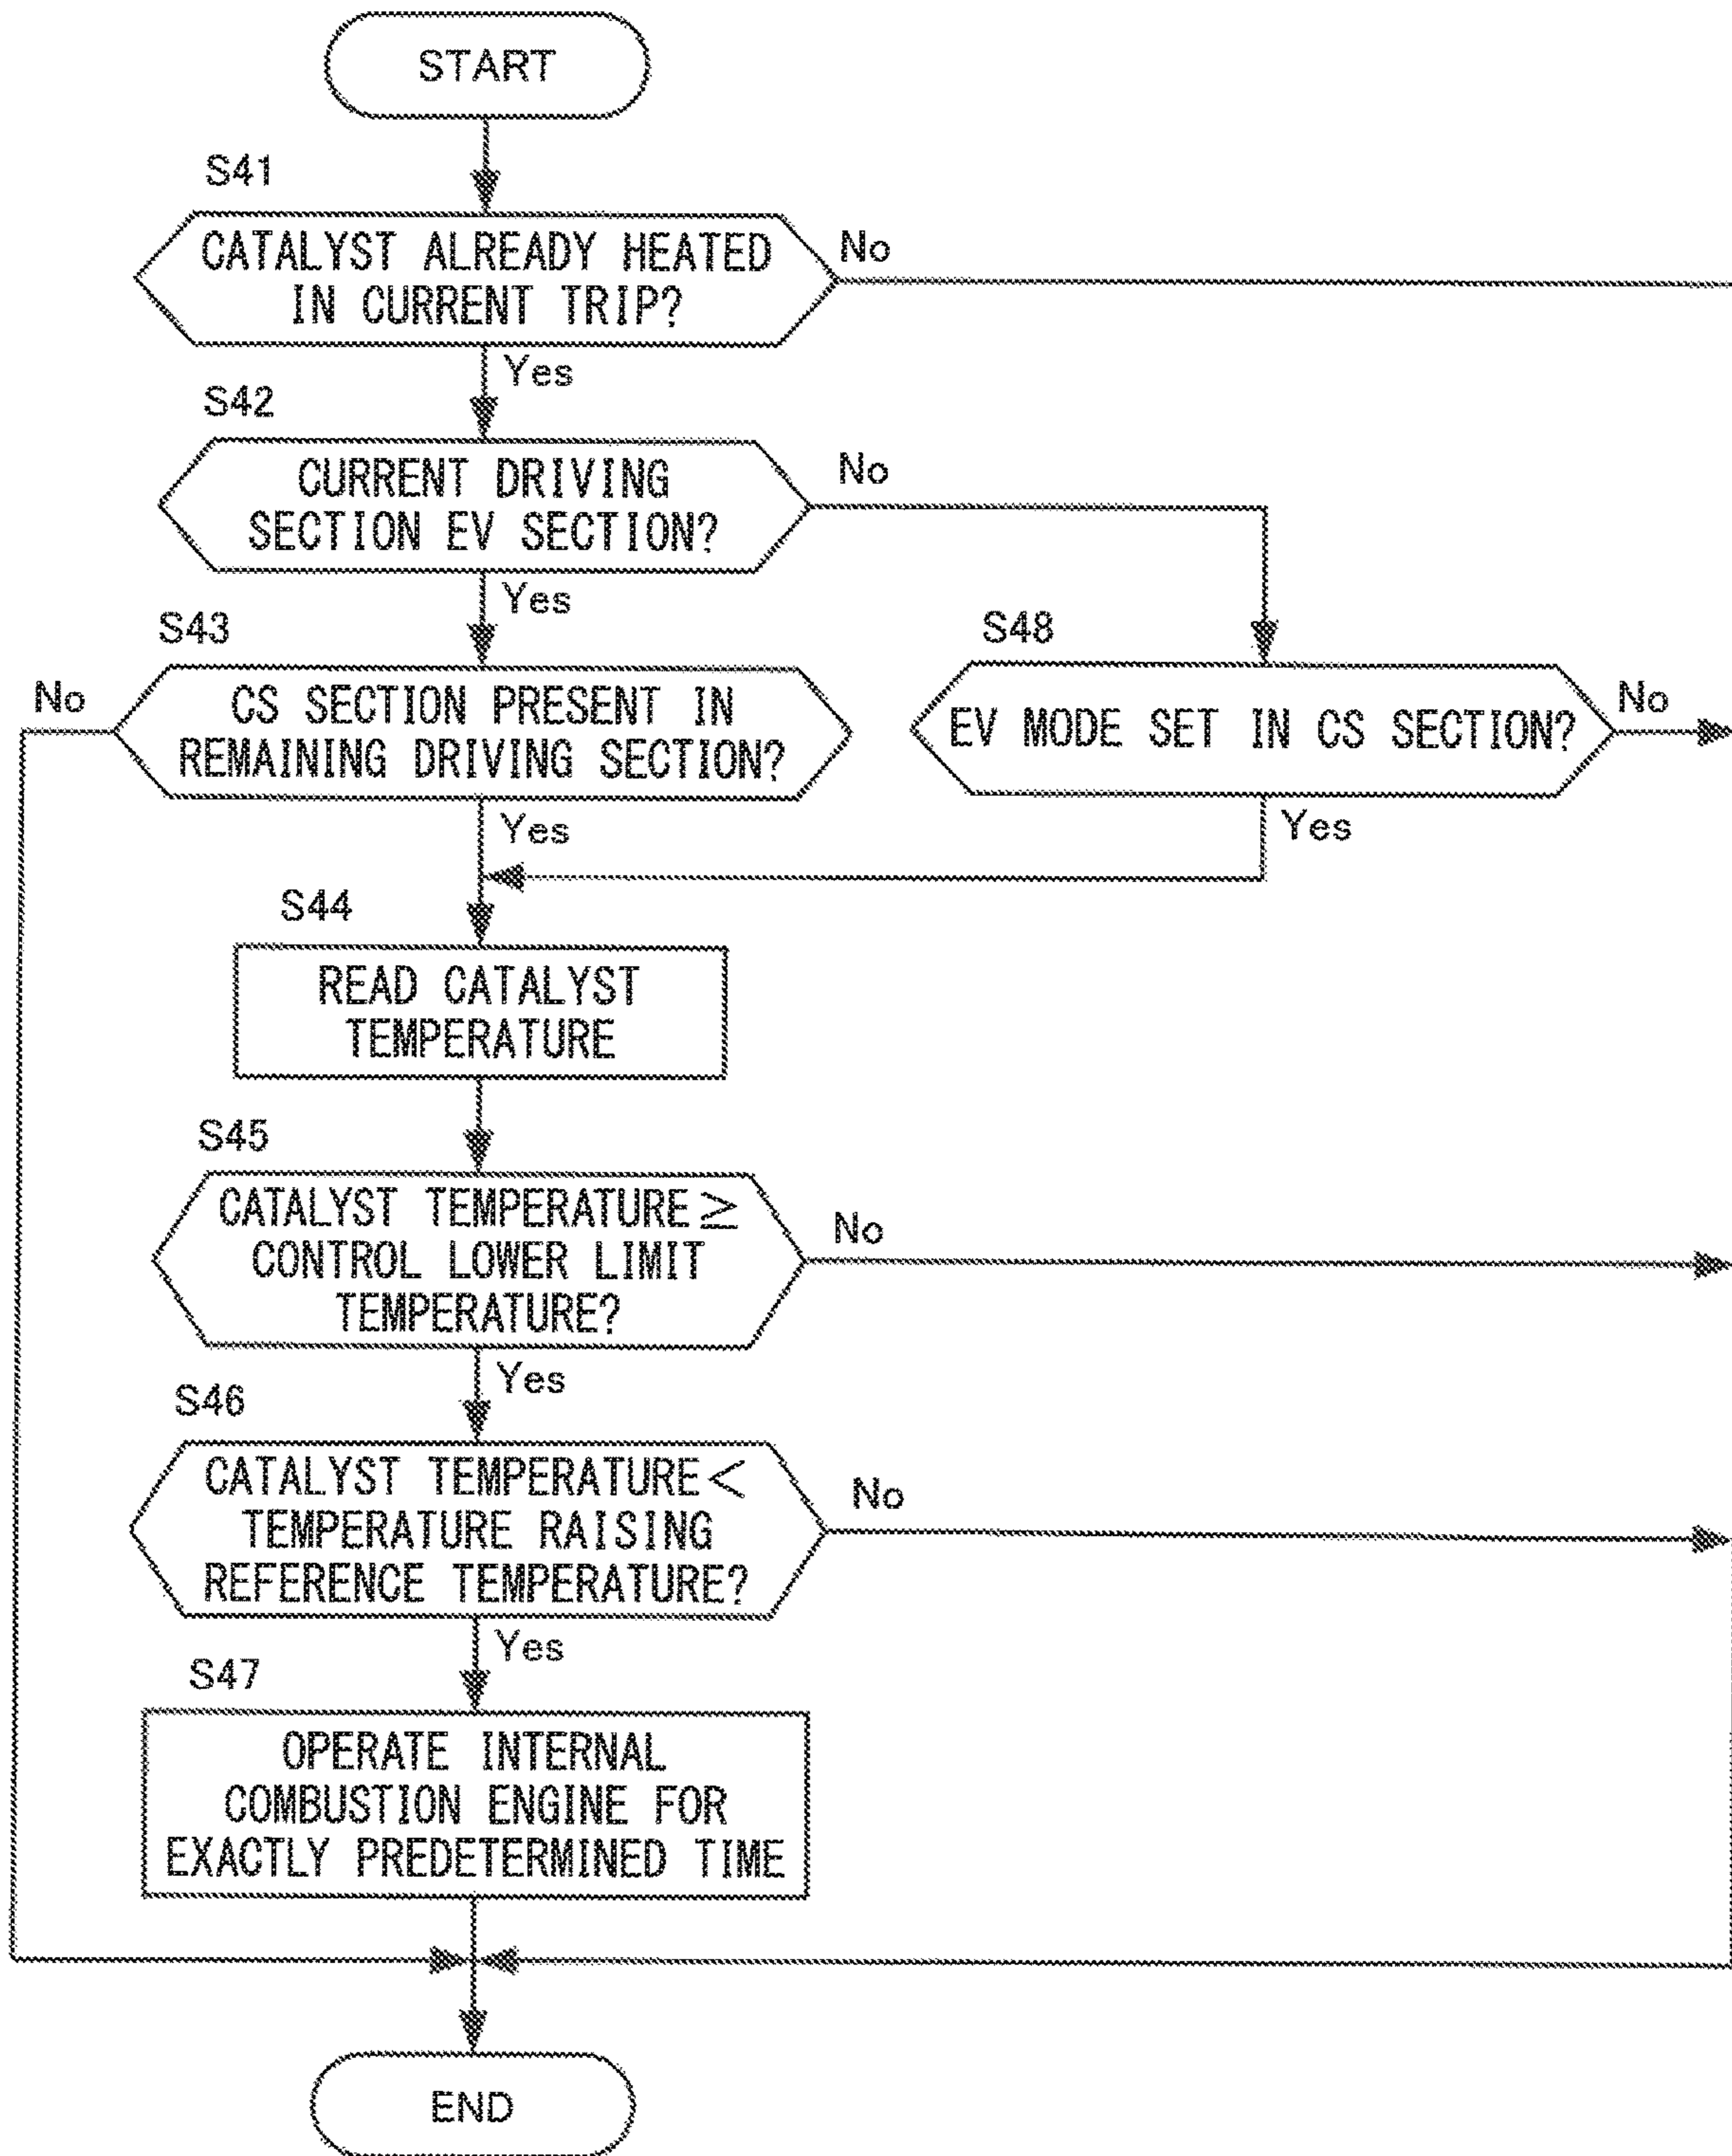 START
S41
CATALYST ALREADY HEATED
IN CURRENT TRIP?
No
Yes
S42
CURRENT DRIVING
SECTION EV SECTION?
No
Yes
S43
No
CS SECTION PRESENT IN
REMAINING DRIVING SECTION?
Yes
S48
EV MODE SET IN CS SECTION?
No
Yes
S44
READ CATALYST
TEMPERATURE
S45
CATALYST TEMPERATURE ≥
CONTROL LOWER LIMIT
TEMPERATURE?
No
Yes
S46
CATALYST TEMPERATURE <
TEMPERATURE RAISING
REFERENCE TEMPERATURE?
No
Yes
S47
OPERATE INTERNAL
COMBUSTION ENGINE FOR
EXACTLY PREDETERMINED TIME
END